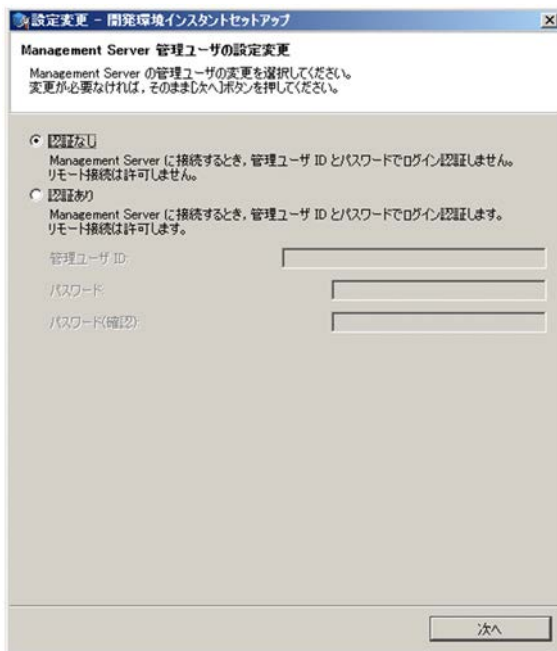 設定変更 - 開発環境インスタントセットアップ
Management Server 管理ユーザの設定変更
Management Server の管理ユーザの変更を選択してください。
変更が必要なければ, そのまま[次へ]ボタンを押してください。
認証なし
Management Server に接続するとき, 管理ユーザ ID とパスワードでログイン認証しません。
リモート接続は許可しません。
認証あり
Management Server に接続するとき, 管理ユーザ ID とパスワードでログイン認証します。
リモート接続は許可します。
管理ユーザ ID:
パスワード:
パスワード(確認):
次へ